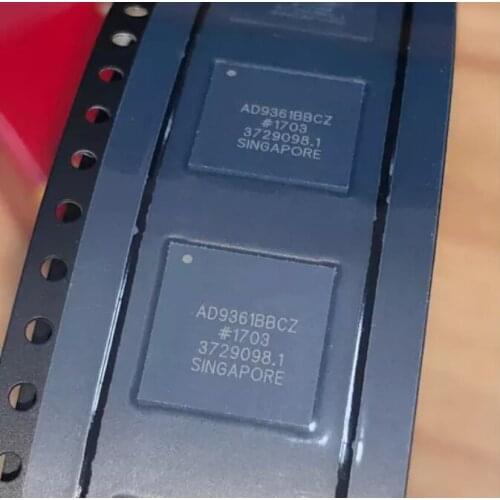 AD9361BBCZ
#1703
3729098.1
SINGAPORE
AD9361BBCZ
#1703
3729098.1
SINGAPORE